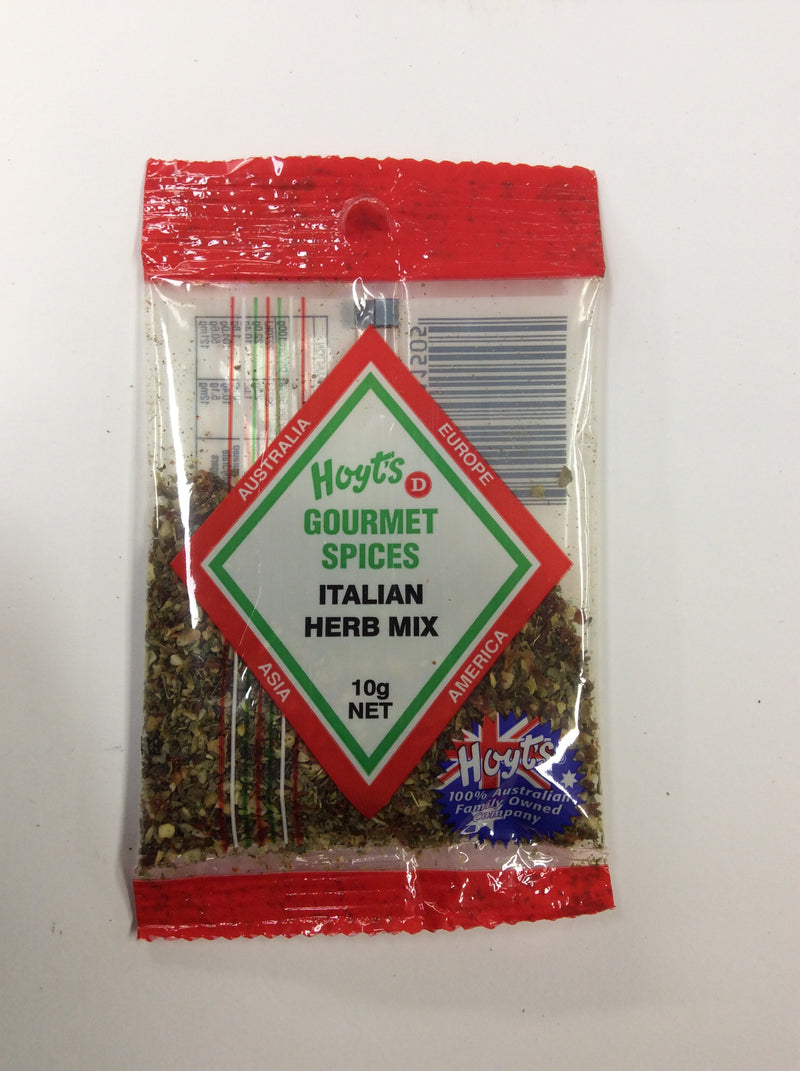 AUSTRALIA
EUROPE
Hoyt's D
GOURMET
SPICES
ITALIAN
HERB MIX
ASIA
AMERICA
10g
NET
Hoyt's
100% Australian
Family Owned
Company